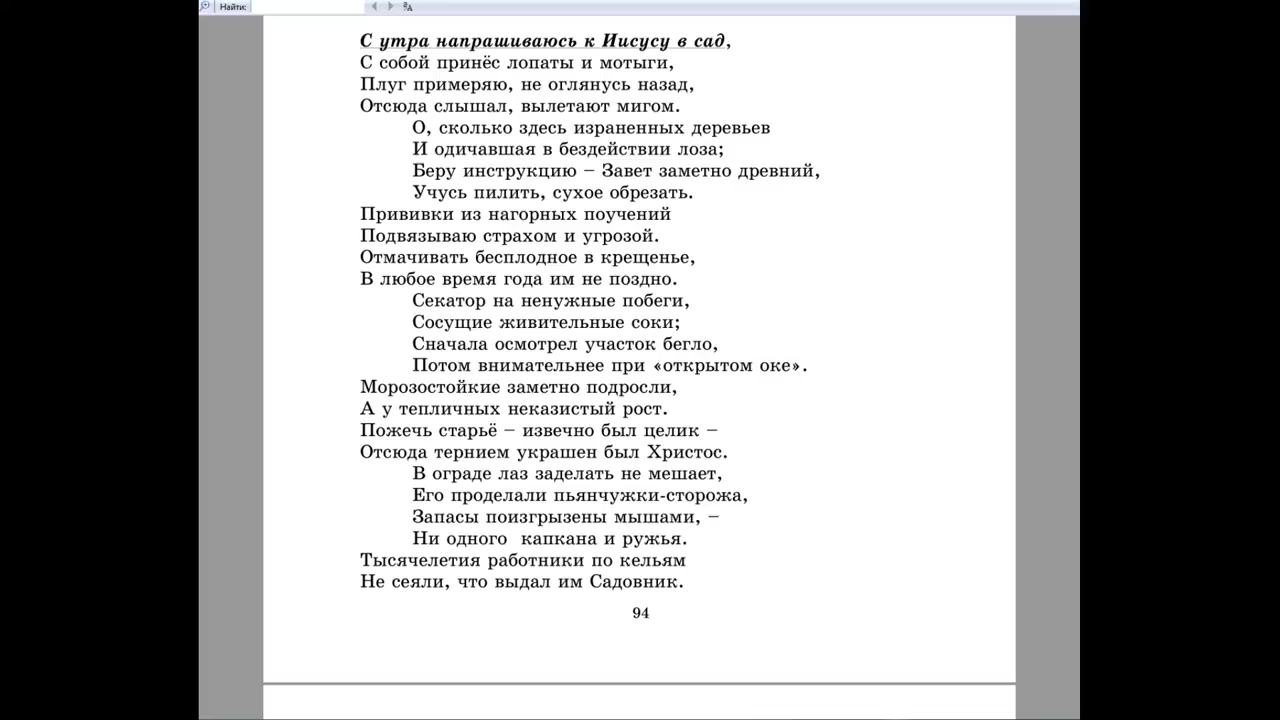 Найти:
С утра напрашиваюсь к Иисусу в сад,
С собой принёс лопаты и мотыги,
Плуг примеряю, не оглянусь назад,
Отсюда слышал, вылетают мигом.
О, сколько здесь израненных деревьев
И одичавшая в бездействии лоза;
Беру инструкцию – Завет заметно древний,
Учусь пилить, сухое обрезать.
Прививки из нагорных поучений
Подвязываю страхом и угрозой.
Отмачивать бесплодное в крещенье,
В любое время года им не поздно.
Секатор на ненужные побеги,
Сосущие живительные соки;
Сначала осмотрел участок бегло,
Потом внимательнее при «открытом оке».
Морозостойкие заметно подросли,
А у тепличных неказистый рост.
Пожечь старьё – извечно был целик –
Отсюда тернием украшен был Христос.
В ограде лаз заделать не мешает,
Его проделали пьянчужки-сторожа,
Запасы поизгрызены мышами, –
Ни одного капкана и ружья.
Тысячелетия работники по кельям
Не сеяли, что выдал им Садовник.
94